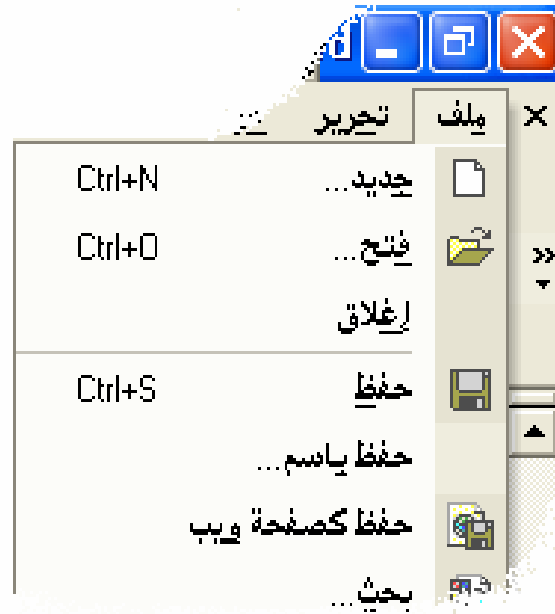 d
ملف تحرير
جديد... Ctrl+N
فتح... Ctrl+O
إغلاق
حفظ Ctrl+S
حفظ باسم...
حفظ كصفحة ويب
بحث...